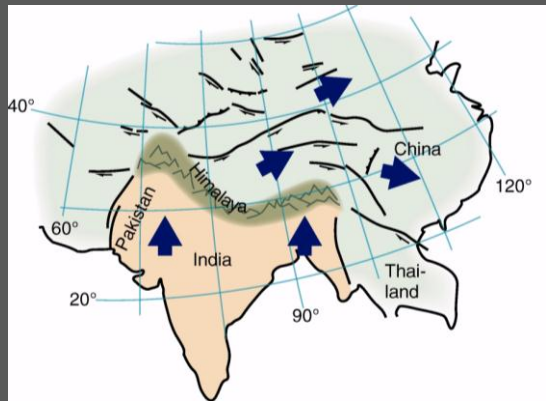 40°
China
Himalaya
120°
60°
Pakistan
India
Thai-
land
20°
90°